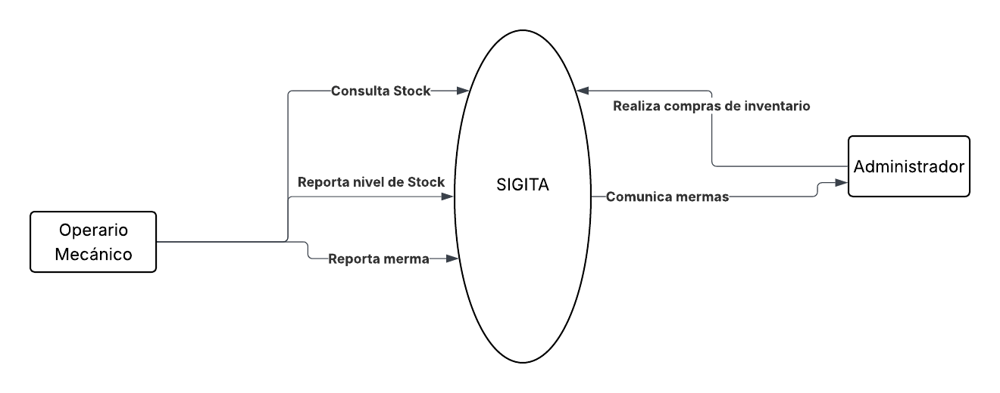 Consulta Stock
Realiza compras de inventario
Administrador
Reporta nivel de Stock
SIGITA
Comunica mermas
Operario
Mecánico
Reporta merma